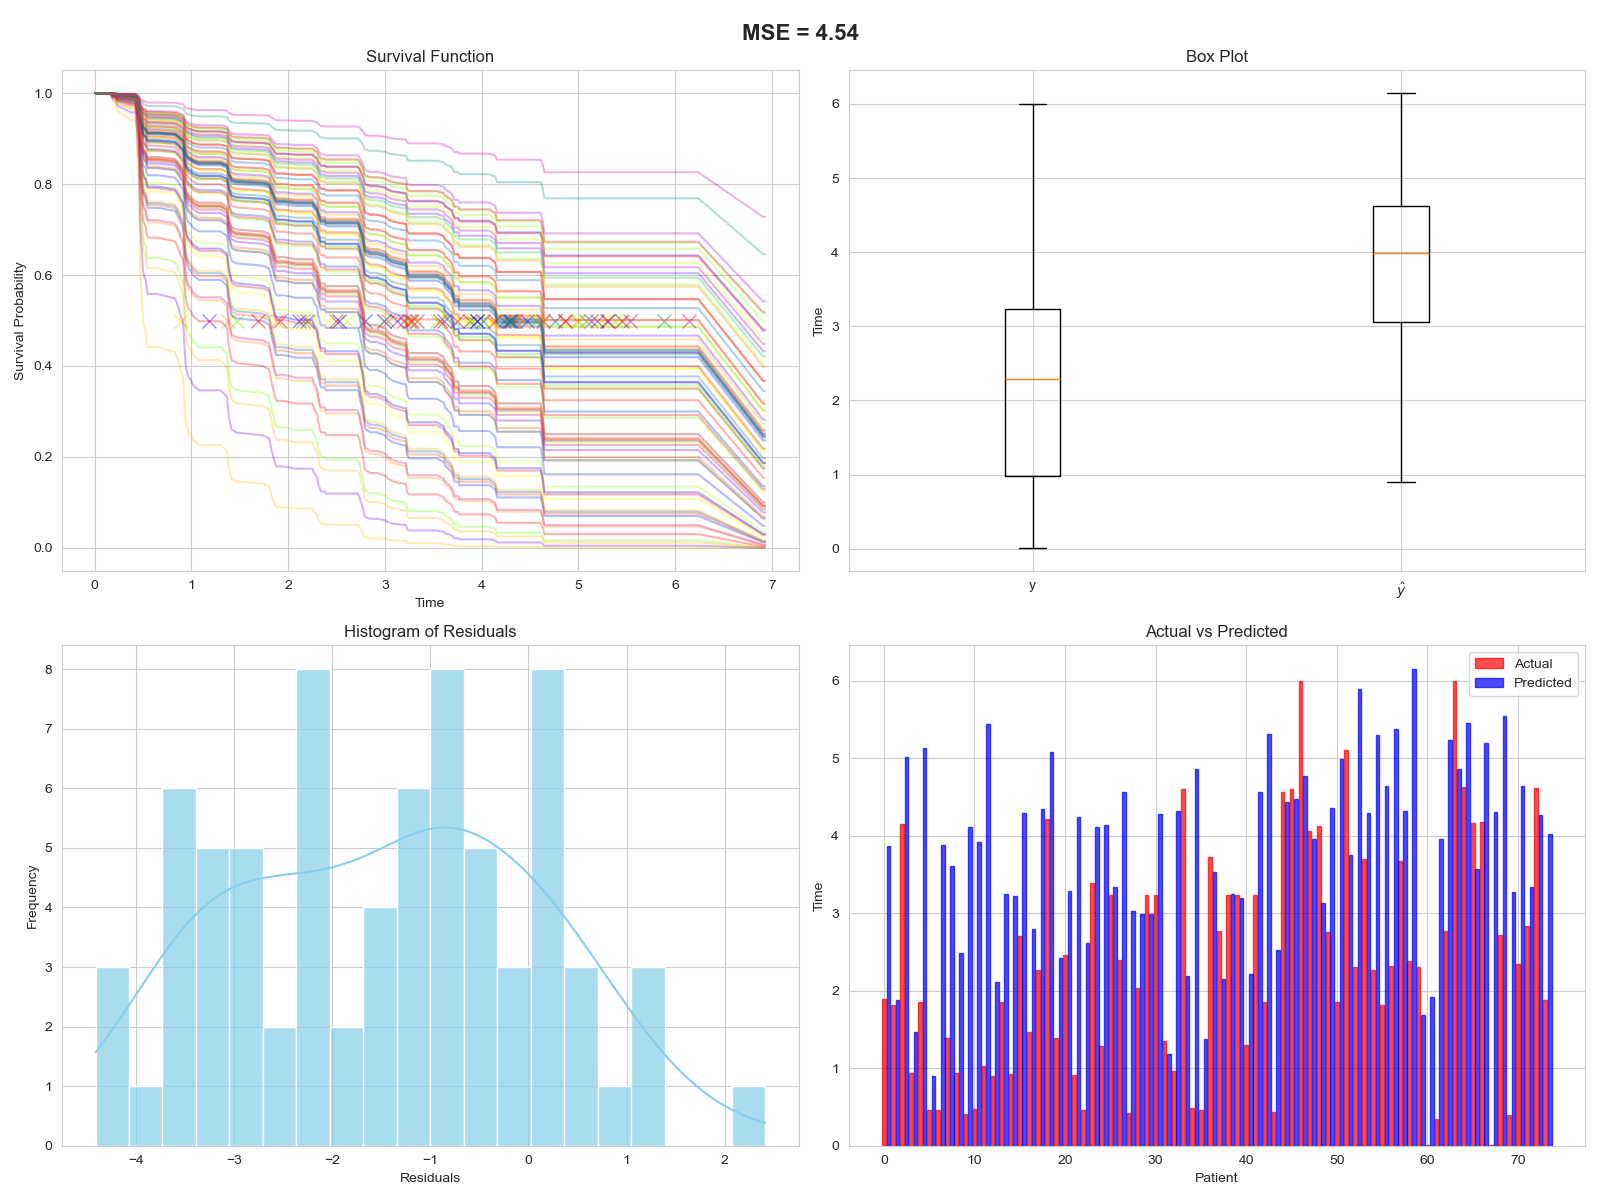 MSE = 4.54
Survival Function
Survival Probability
1.0
0.8
0.6
0.4
0.2
0.0
0 1 2 3 4 5 6 7
Time
Box Plot
Time
6
5
4
3
2
1
0
y ŷ
Histogram of Residuals
Frequency
8
7
6
5
4
3
2
1
0
−4 −3 −2 −1 0 1 2
Residuals
Actual vs Predicted
Actual
Predicted
Time
6
5
4
3
2
1
0
0 10 20 30 40 50 60 70
Patient